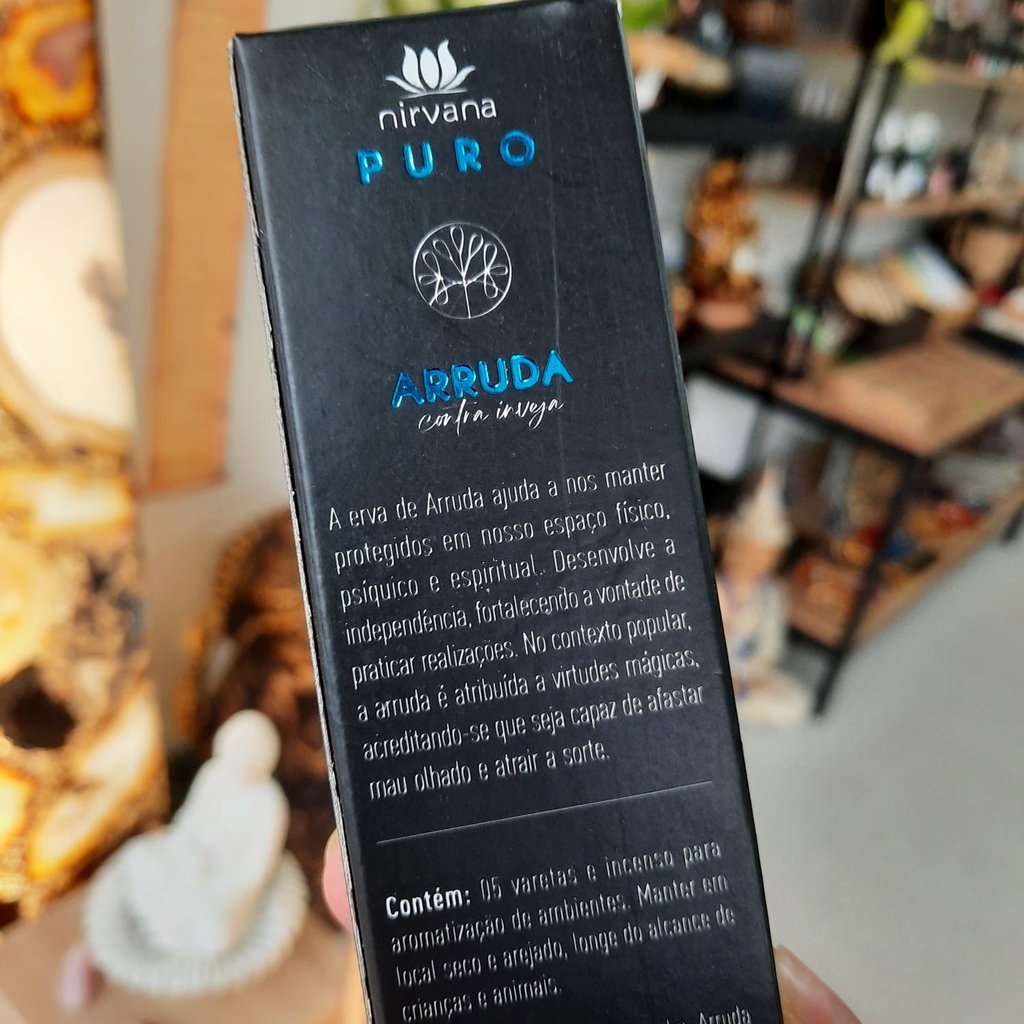 nirvana
PURO
ARRUDA
contra inveja
A erva de Arruda ajuda a nos manter
protegidos em nosso espaço físico,
psíquico e espiritual. Desenvolve a
independência, fortalecendo a vontade de
praticar realizações. No contexto popular,
a arruda é atribuída a virtudes mágicas,
acreditando-se que seja capaz de afastar
mau olhado e atrair a sorte.
Contém: 05 varetas e incenso para
aromatização de ambientes. Manter em
local seco e arejado, longe do alcance de
crianças e animais.
Arruda